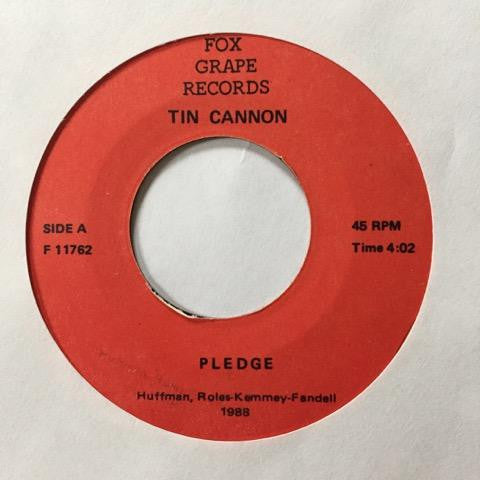 FOX
GRAPE
RECORDS
TIN CANNON
SIDE A
F 11762
45 RPM
Time 4:02
PLEDGE
Huffman, Roles-Kemmey-Fandell
1988